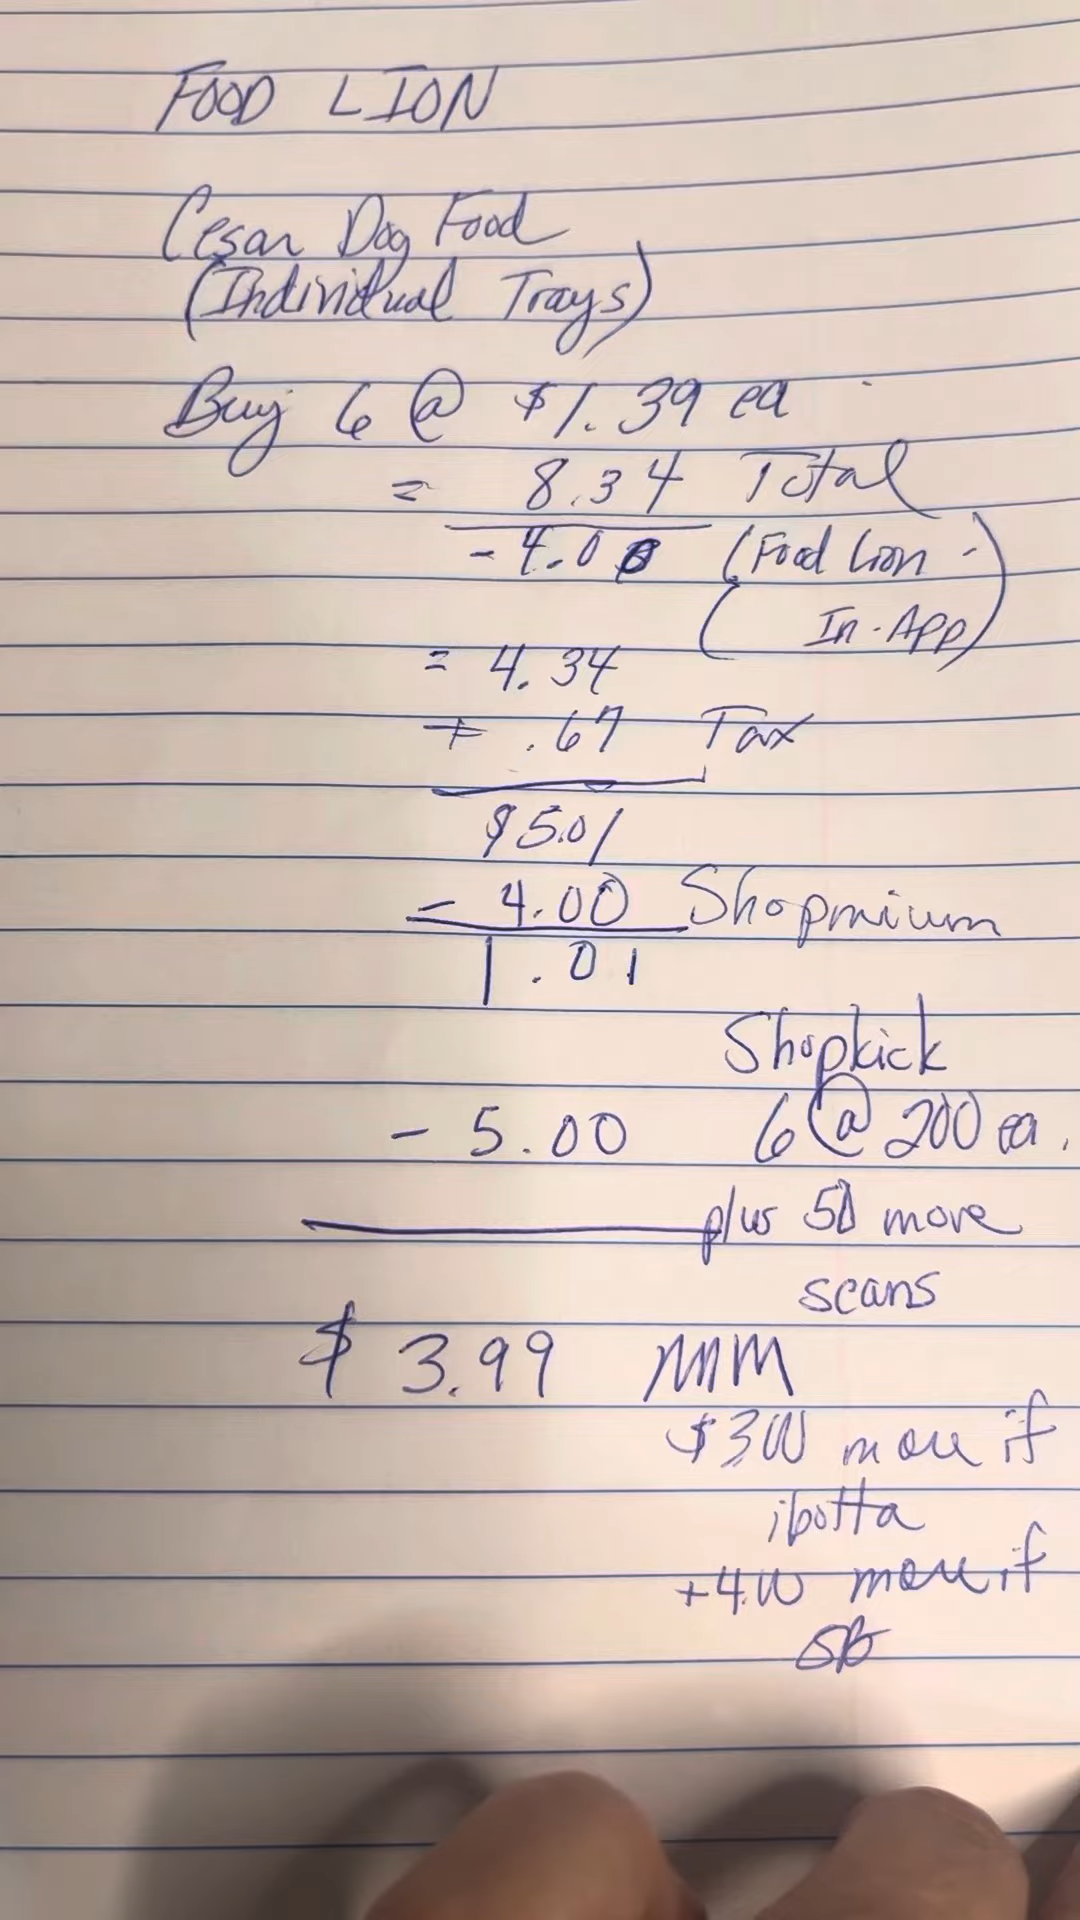 FOOD LION
Cesar Dog Food
(Individual Trays)
Buy 6 @ $1.39 ea
= 8.34 Total
- 4.00 (Food Lion -
In-App)
= 4.34
+ .67 Tax
$5.01
- 4.00 Shopmium
1.01
Shopkick
- 5.00 6 @ 200 ea.
plus 50 more
scans
$ 3.99 MM
$3.00 more if
ibotta
+4.00 more if
SB